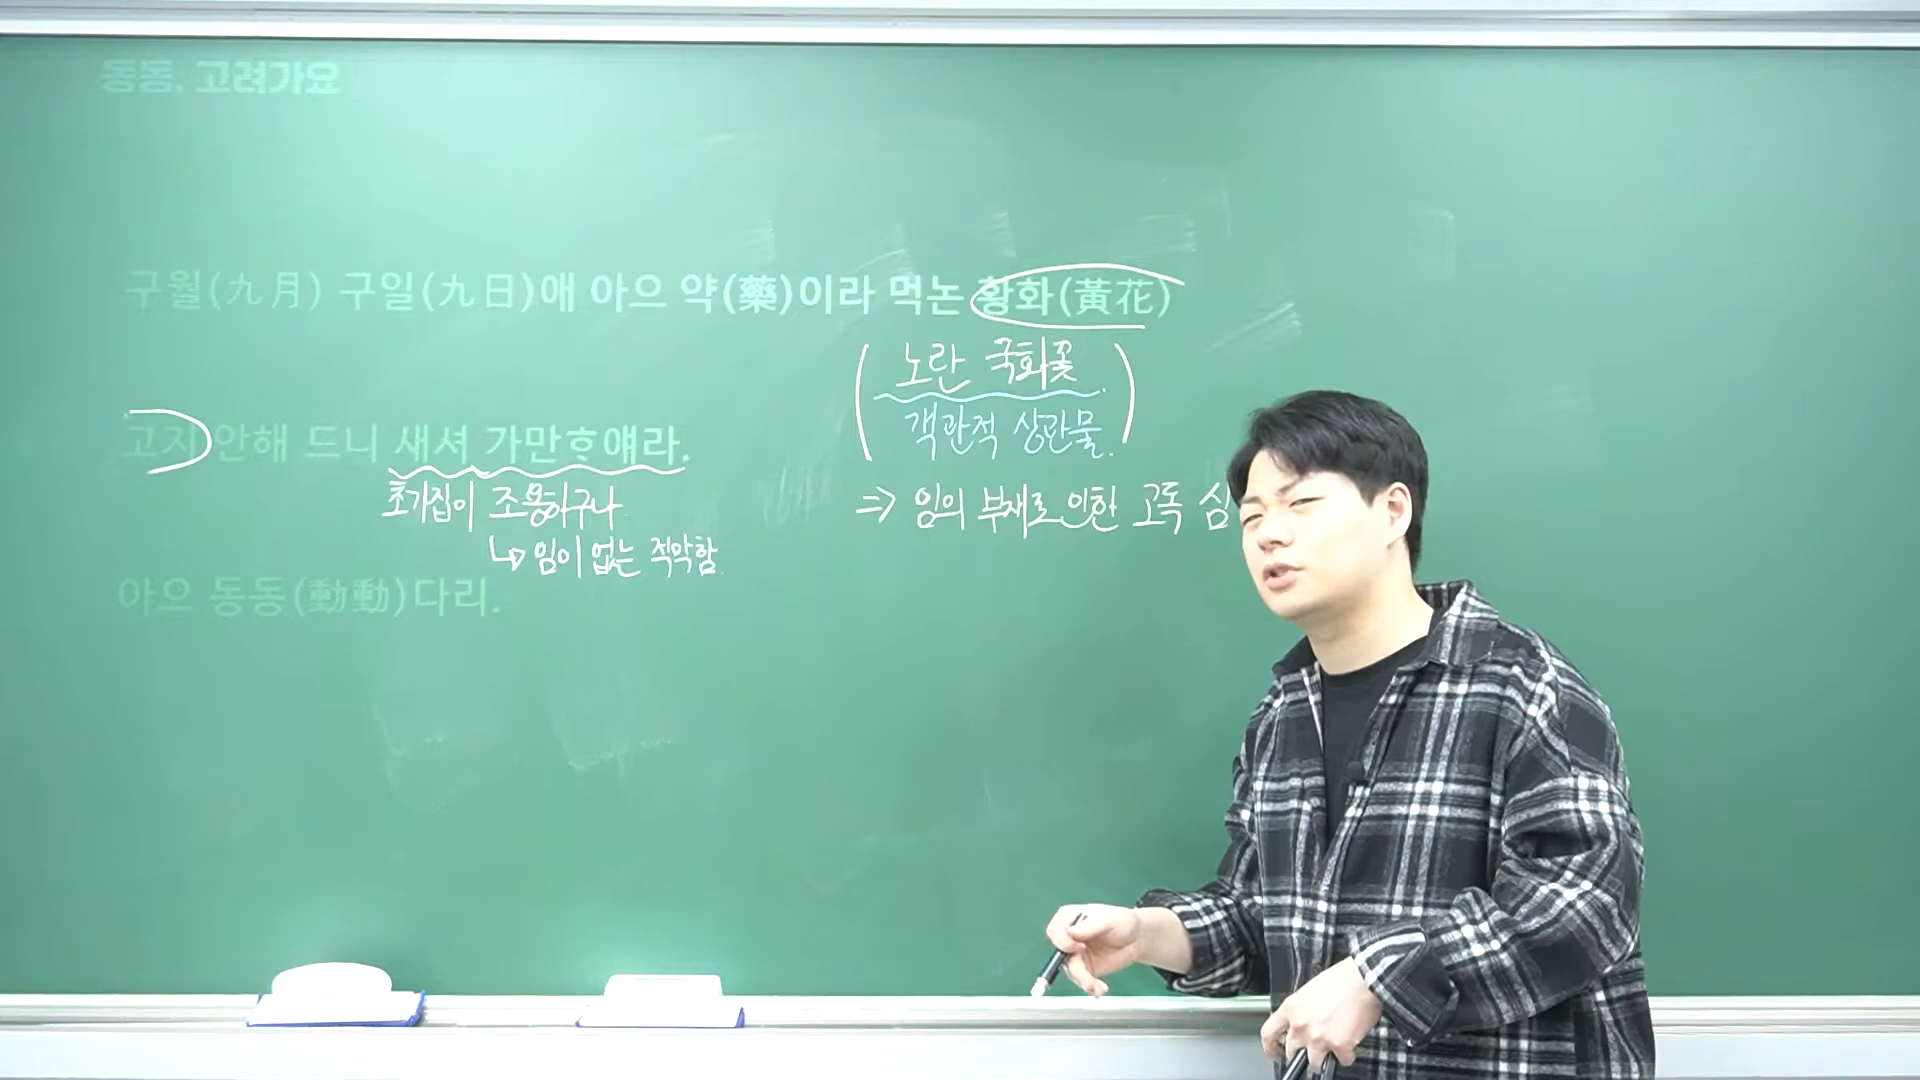 동동, 고려가요
구월(九月) 구일(九日)애 아으 약(藥)이라 먹논 황화(黃花)
( 노란 국화꽃
객관적 상관물. )
고지 안해 드니 새셔 가만ᄒᆞ얘라.
초가집이 조용하구나
↳ 임이 없는 적막함.
⇒ 임의 부재로 인한 고독 심
아으 동동(動動)다리.